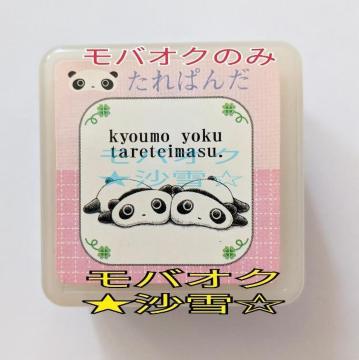 モバオクのみ
たれぱんだ
kyoumo yoku
tareteimasu.
モバオク
★沙雪☆
モバオク
★沙雪☆